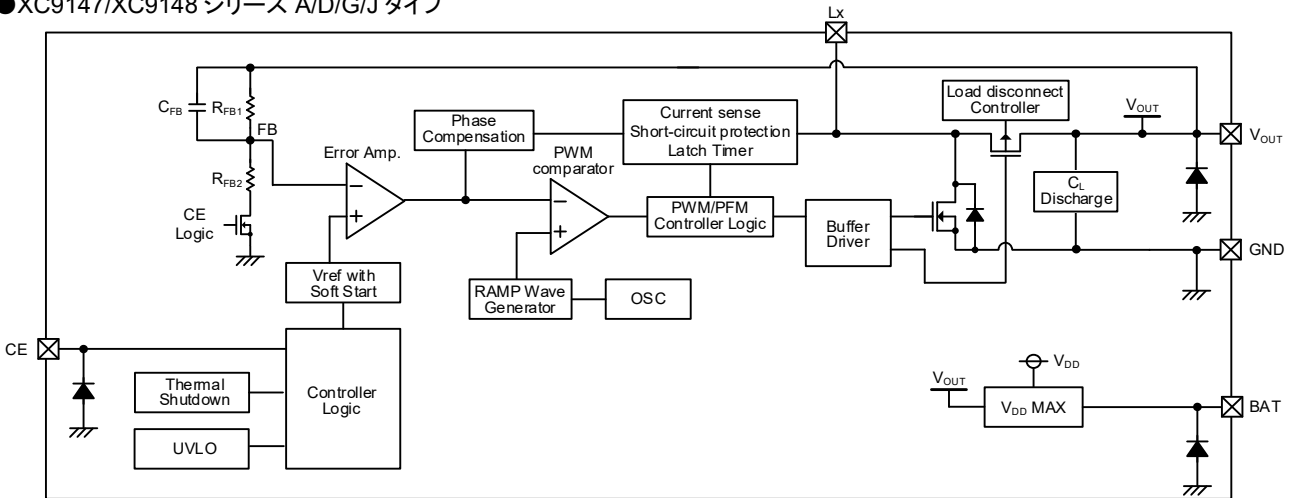 ●XC9147/XC9148 シリーズ A/D/G/J タイプ
Lx
CFB
RFB1
FB
RFB2
CE
Logic
Error Amp.
Phase
Compensation
PWM
comparator
Current sense
Short-circuit protection
Latch Timer
PWM/PFM
Controller Logic
Buffer
Driver
Load disconnect
Controller
VOUT
VOUT
CL
Discharge
GND
Vref with
Soft Start
RAMP Wave
Generator
OSC
CE
Thermal
Shutdown
UVLO
Controller
Logic
VDD
VOUT
VDD MAX
BAT